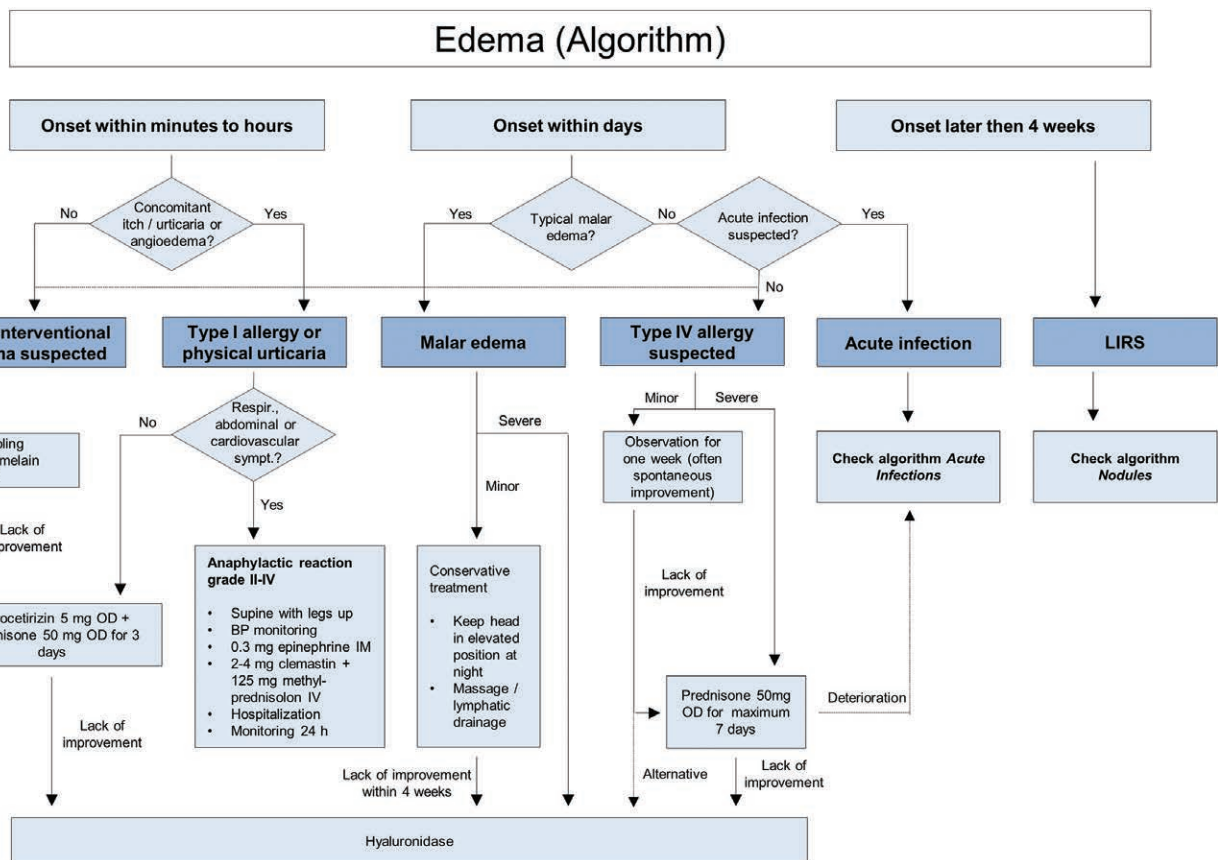 Edema (Algorithm)
Onset within minutes to hours
Onset within days
Onset later then 4 weeks
No
Concomitant
itch / urticaria or
angioedema?
Yes
Yes
Typical malar
edema?
No
Acute infection
suspected?
Yes
No
nterventional
na suspected
Type I allergy or
physical urticaria
Malar edema
Type IV allergy
suspected
Acute infection
LIRS
No
Respir.,
abdominal or
cardiovascular
sympt.?
Yes
Severe
Minor
Minor
Severe
oling
melain
Observation for
one week (often
spontaneous
improvement)
Check algorithm Acute
Infections
Check algorithm
Nodules
Lack of
provement
ocetirizin 5 mg OD +
nisone 50 mg OD for 3
days
Anaphylactic reaction
grade II-IV
• Supine with legs up
• BP monitoring
• 0.3 mg epinephrine IM
• 2-4 mg clemastin +
125 mg methyl-
prednisolon IV
• Hospitalization
• Monitoring 24 h
Conservative
treatment
• Keep head
in elevated
position at
night
• Massage /
lymphatic
drainage
Lack of
improvement
Prednisone 50mg
OD for maximum
7 days
Deterioration
Lack of
improvement
Lack of improvement
within 4 weeks
Alternative
Lack of
improvement
Hyaluronidase